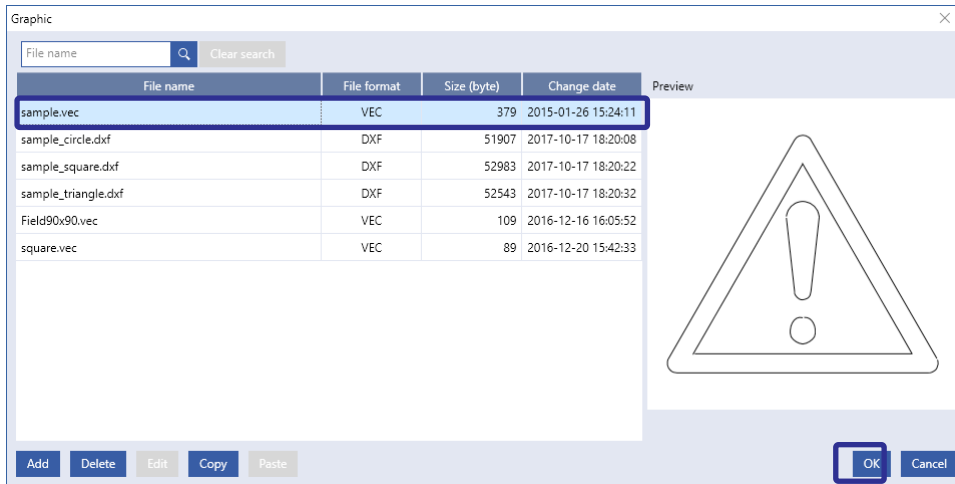 Graphic
File name Clear search
File name File format Size (byte) Change date Preview
sample.vec VEC 379 2015-01-26 15:24:11
sample_circle.dxf DXF 51907 2017-10-17 18:20:08
sample_square.dxf DXF 52983 2017-10-17 18:20:22
sample_triangle.dxf DXF 52543 2017-10-17 18:20:32
Field90x90.vec VEC 109 2016-12-16 16:05:52
square.vec VEC 89 2016-12-20 15:42:33
Add Delete Edit Copy Paste OK Cancel